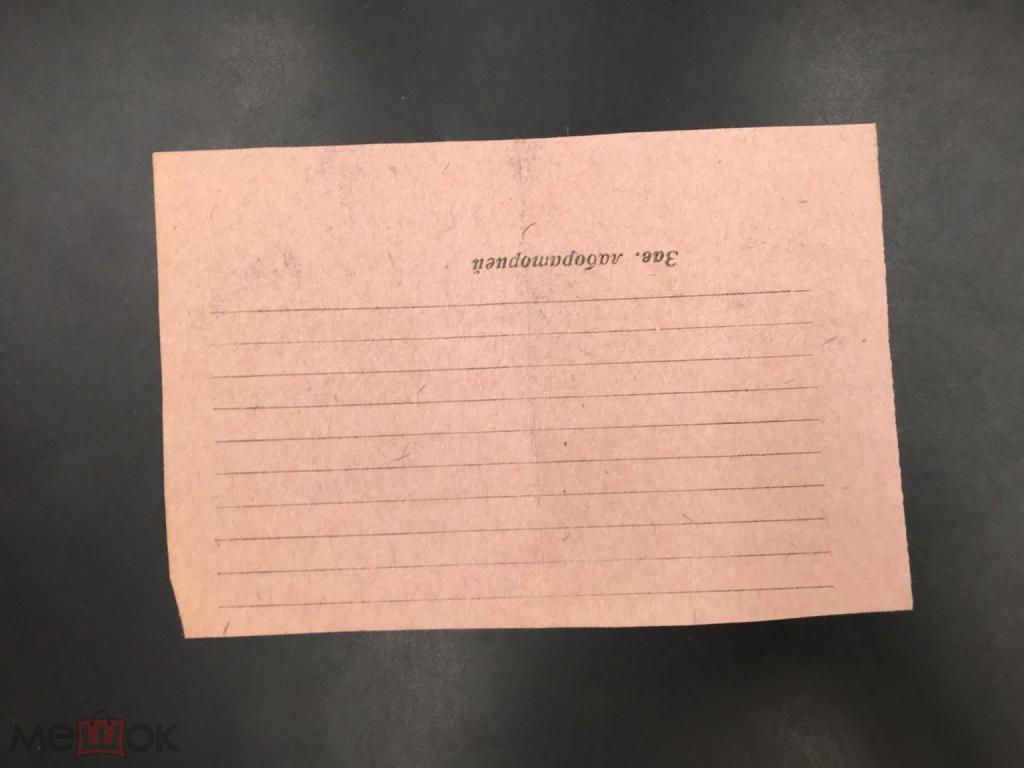 Зав. лабораторией
мешок